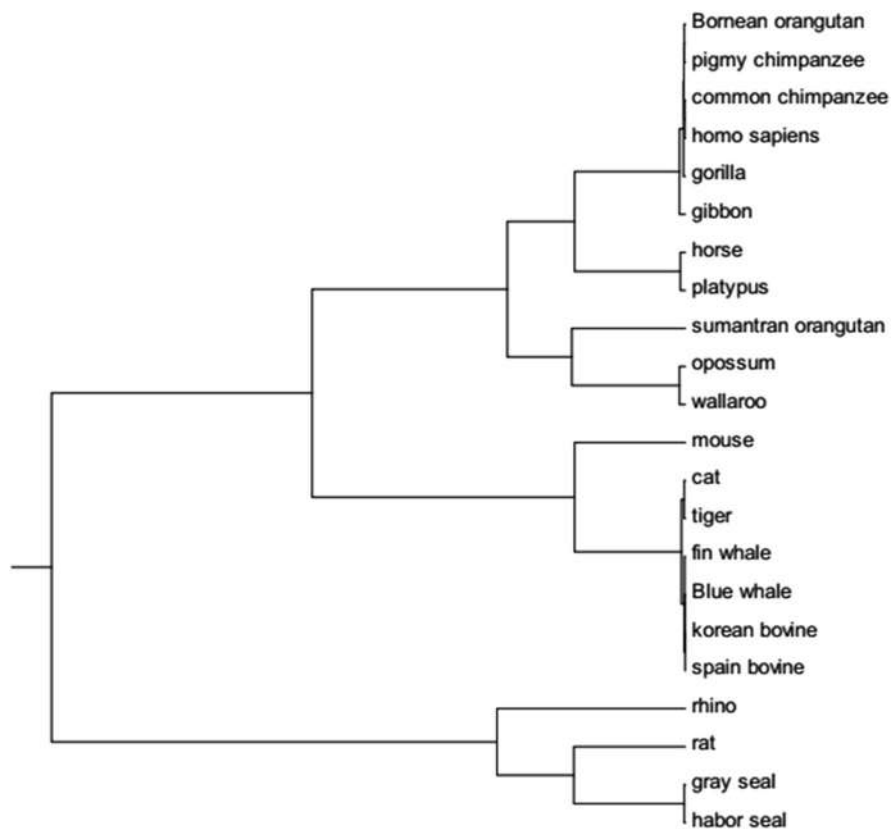 Bornean orangutan
pigmy chimpanzee
common chimpanzee
homo sapiens
gorilla
gibbon
horse
platypus
sumantran orangutan
opossum
wallaroo
mouse
cat
tiger
fin whale
Blue whale
korean bovine
spain bovine
rhino
rat
gray seal
habor seal